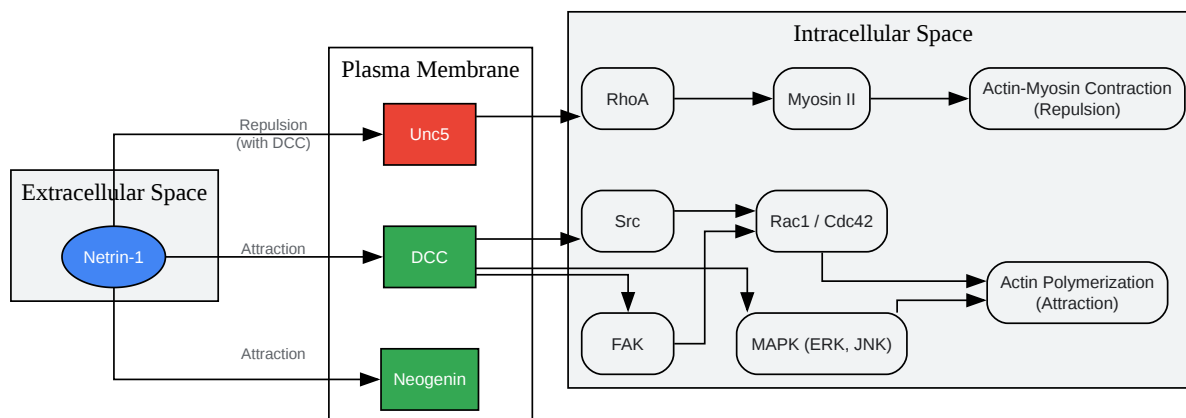 Intracellular Space
Plasma Membrane
Extracellular Space
RhoA
Myosin II
Actin-Myosin Contraction
(Repulsion)
Repulsion
(with DCC)
Unc5
Src
Rac1 / Cdc42
Netrin-1
Attraction
DCC
Actin Polymerization
(Attraction)
FAK
MAPK (ERK, JNK)
Attraction
Neogenin